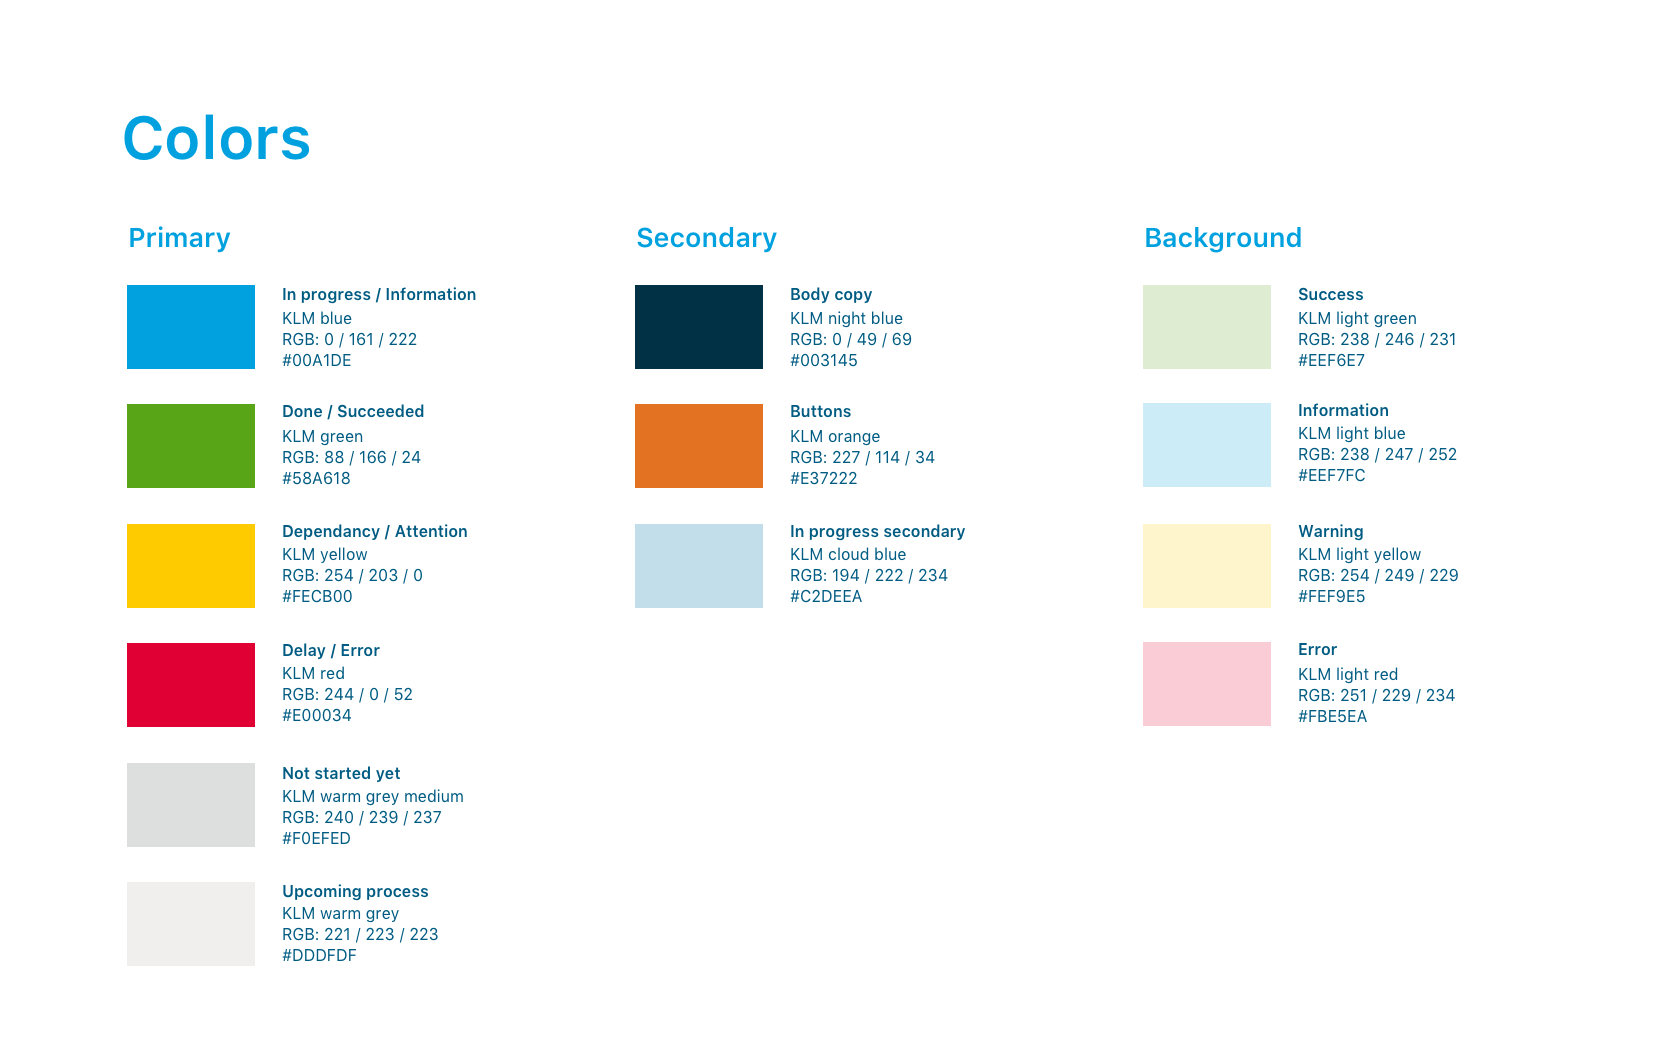 Colors
Primary
In progress / Information
KLM blue
RGB: 0 / 161 / 222
#00A1DE
Done / Succeeded
KLM green
RGB: 88 / 166 / 24
#58A618
Dependancy / Attention
KLM yellow
RGB: 254 / 203 / 0
#FECB00
Delay / Error
KLM red
RGB: 244 / 0 / 52
#E00034
Not started yet
KLM warm grey medium
RGB: 240 / 239 / 237
#F0EFED
Upcoming process
KLM warm grey
RGB: 221 / 223 / 223
#DDDFDF
Secondary
Body copy
KLM night blue
RGB: 0 / 49 / 69
#003145
Buttons
KLM orange
RGB: 227 / 114 / 34
#E37222
In progress secondary
KLM cloud blue
RGB: 194 / 222 / 234
#C2DEEA
Background
Success
KLM light green
RGB: 238 / 246 / 231
#EEF6E7
Information
KLM light blue
RGB: 238 / 247 / 252
#EEF7FC
Warning
KLM light yellow
RGB: 254 / 249 / 229
#FEF9E5
Error
KLM light red
RGB: 251 / 229 / 234
#FBE5EA